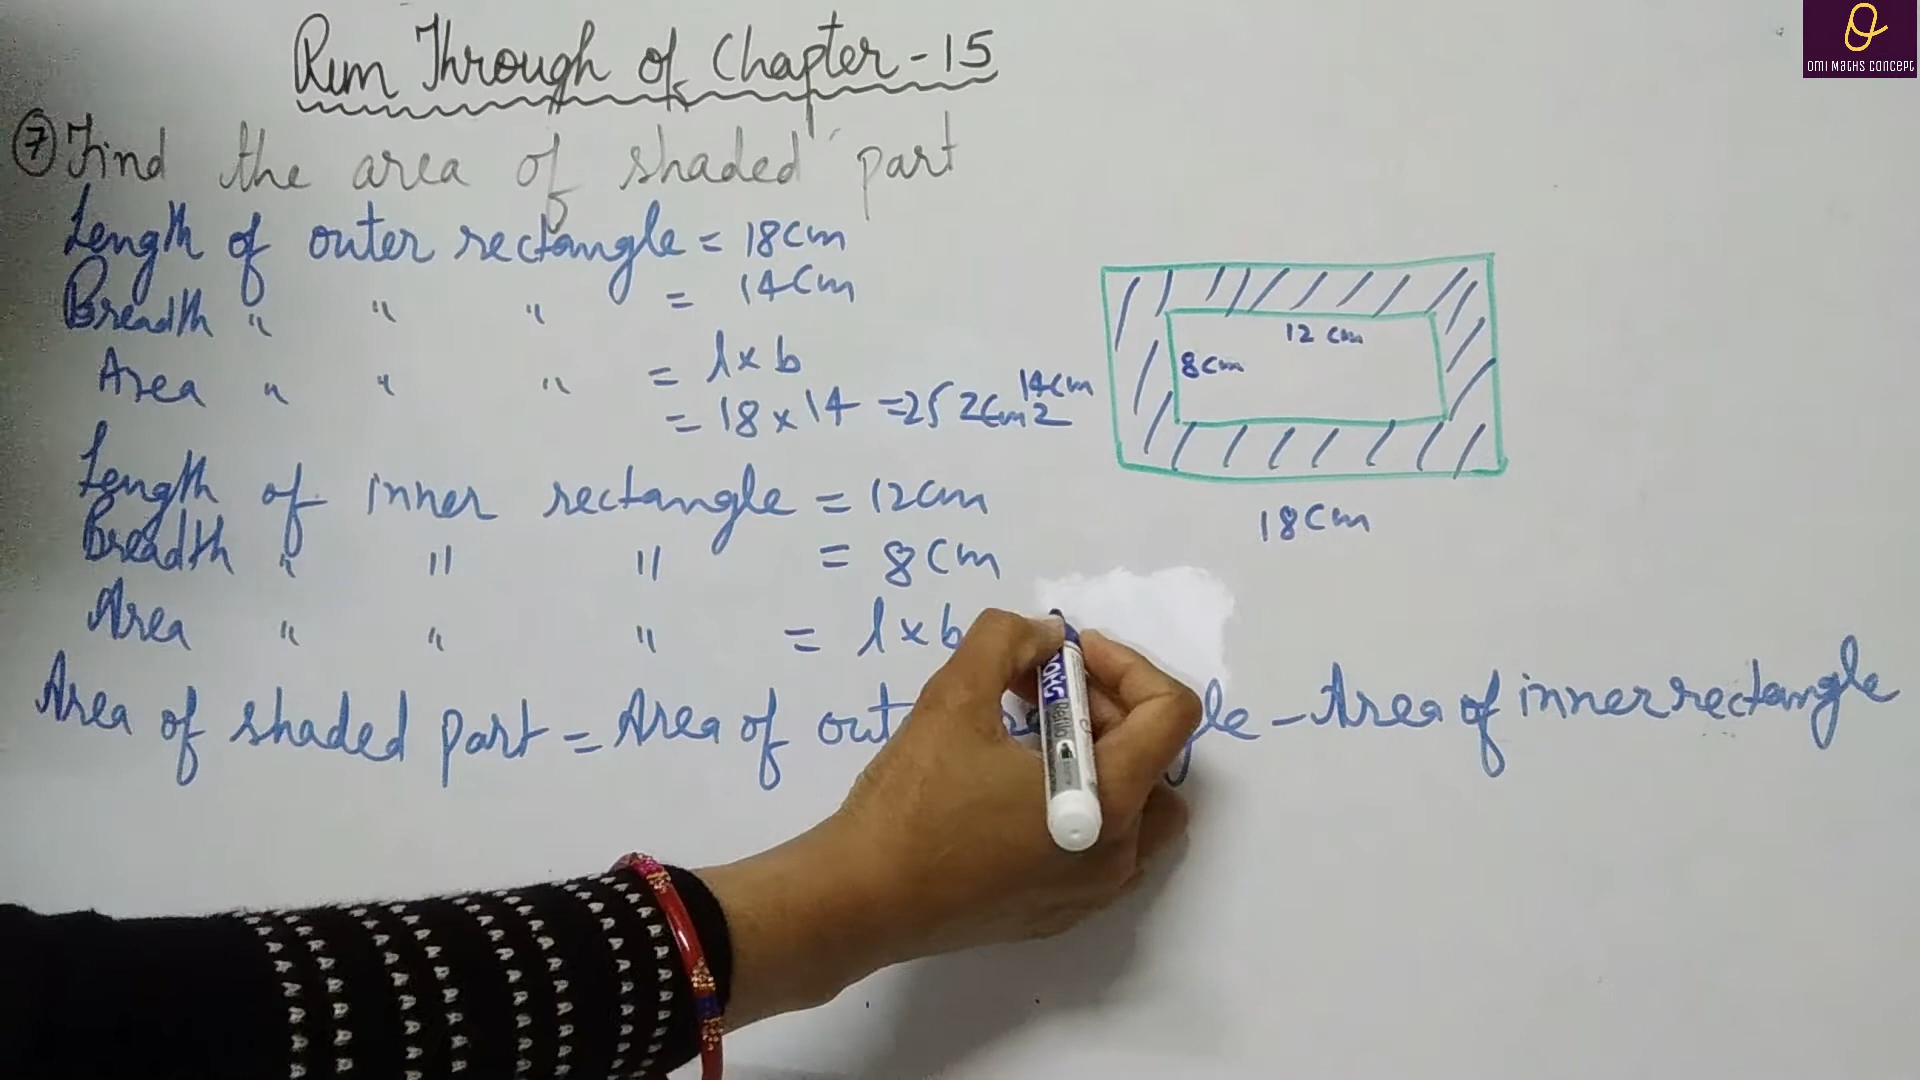 Run Through of Chapter-15
⑦ Find the area of shaded part
Length of outer rectangle = 18cm
Breadth " " " = 14cm
Area " " " = l×b
= 18×14 =252cm2
Length of inner rectangle = 12cm
Breadth " " " = 8cm
Area " " " = l×b
Area of shaded part = Area of - Area of inner rectangle
12 cm
8cm
14cm
18cm
OMI MATHS CONCEPT